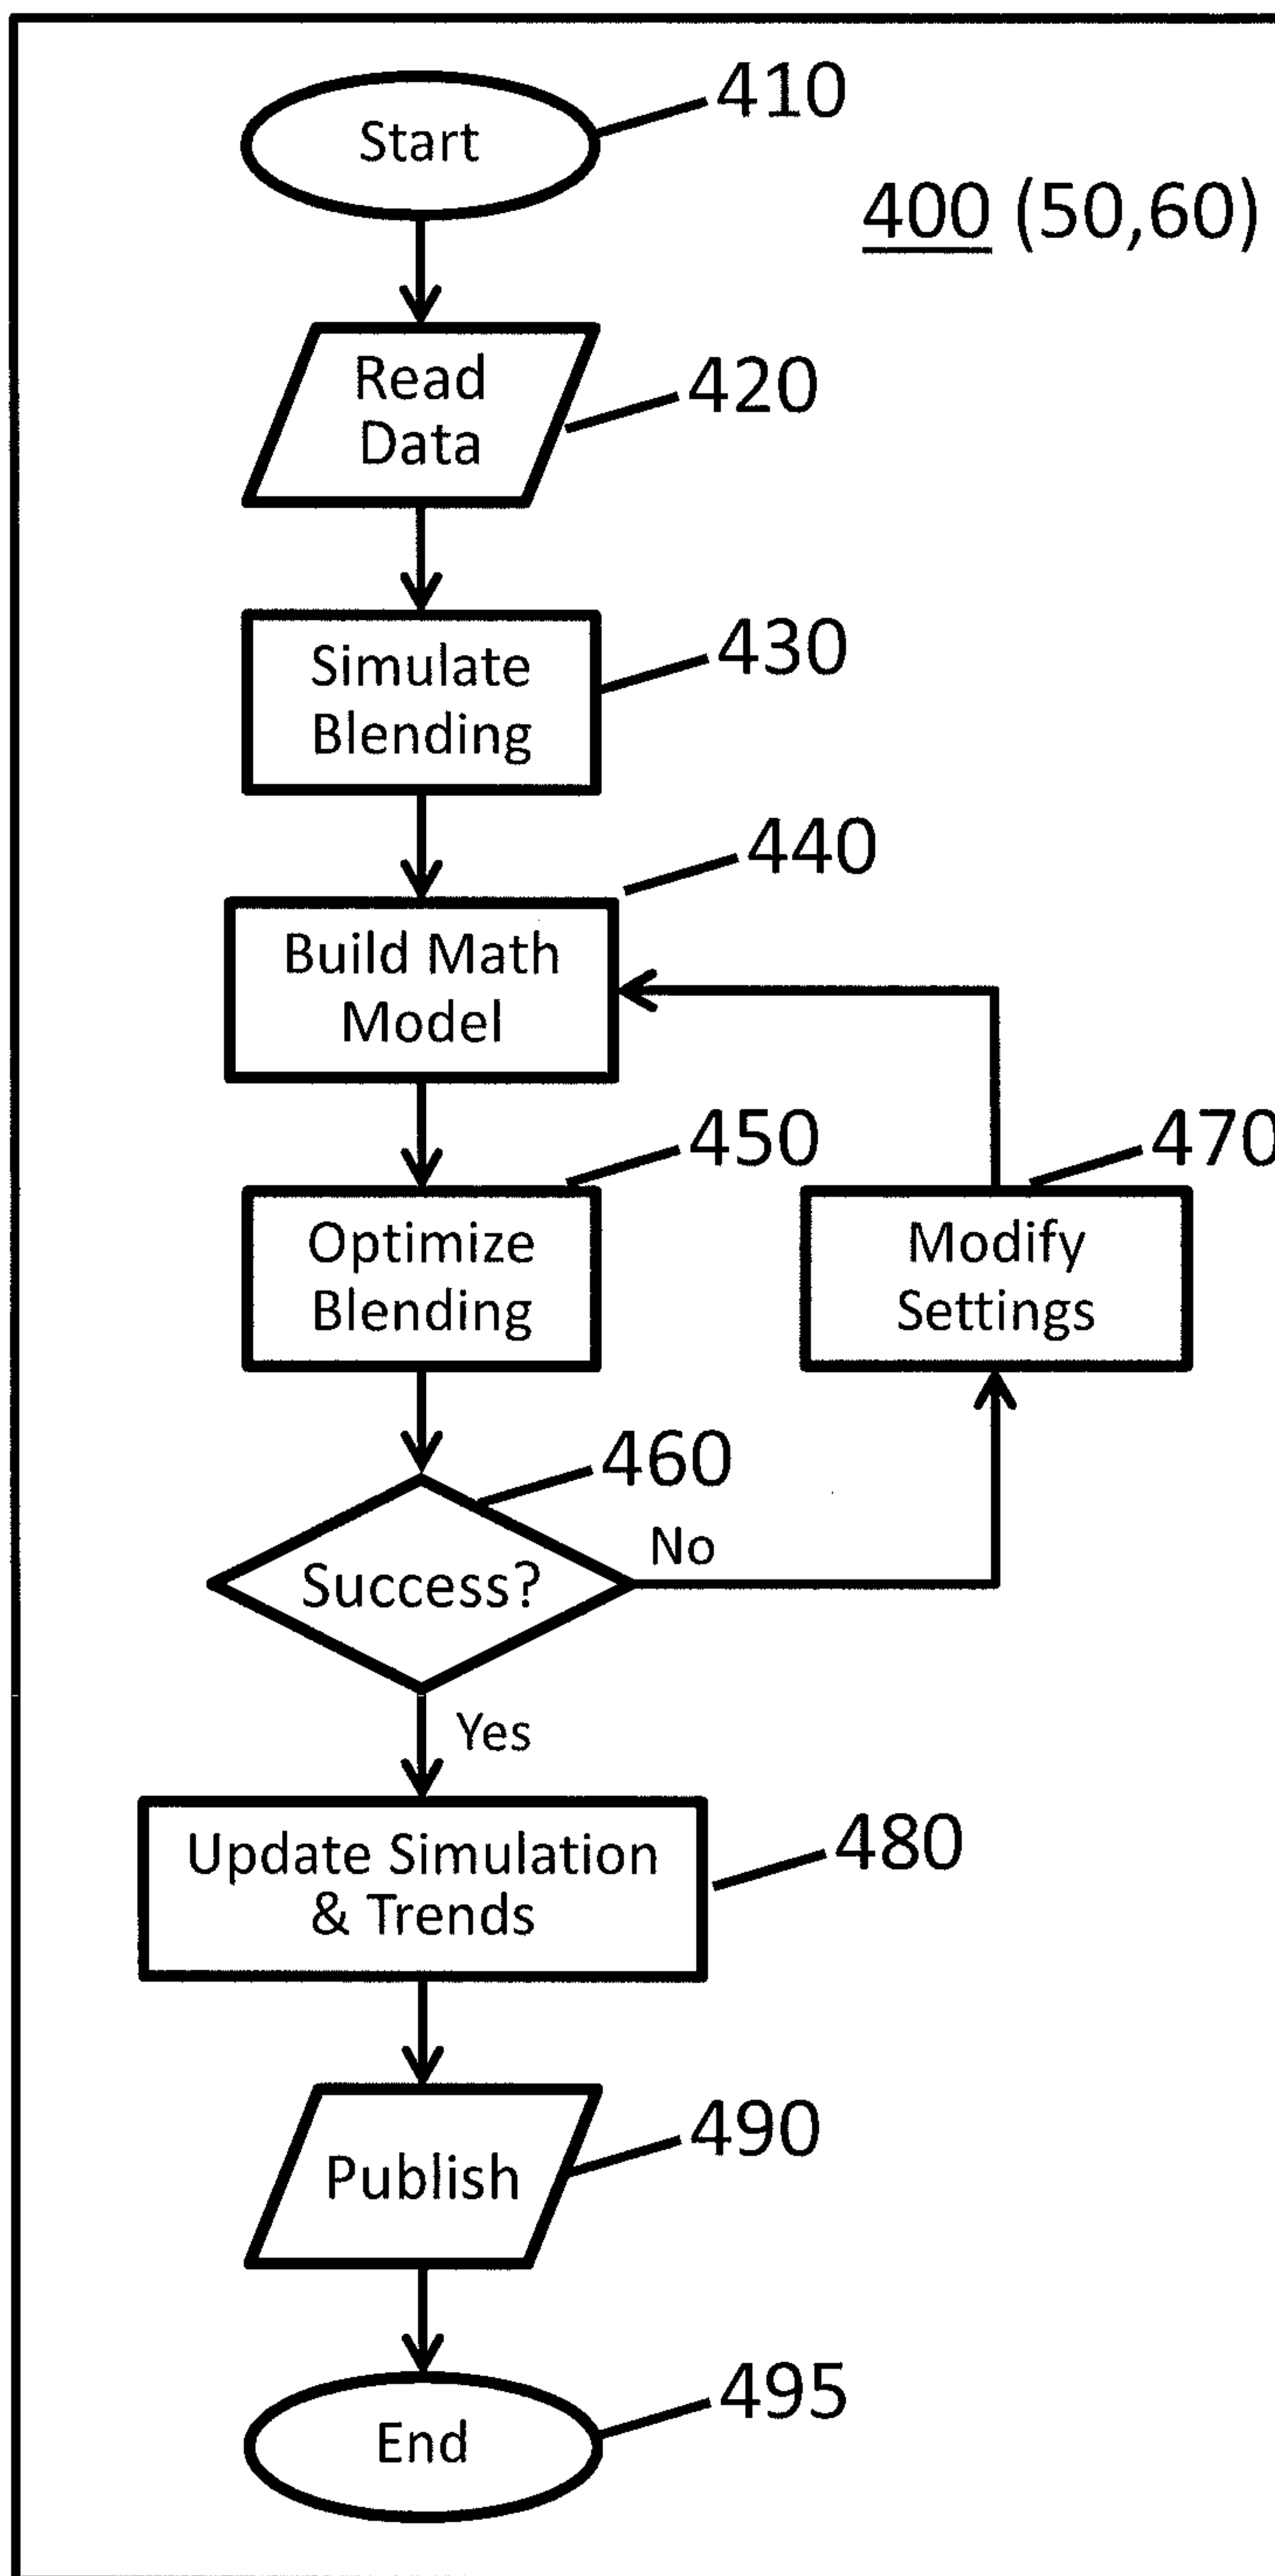 Start
410
400 (50,60)
Read
Data
420
Simulate
Blending
430
440
Build Math
Model
450
470
Optimize
Blending
Modify
Settings
460
No
Success?
Yes
Update Simulation
& Trends
480
Publish
490
End
495